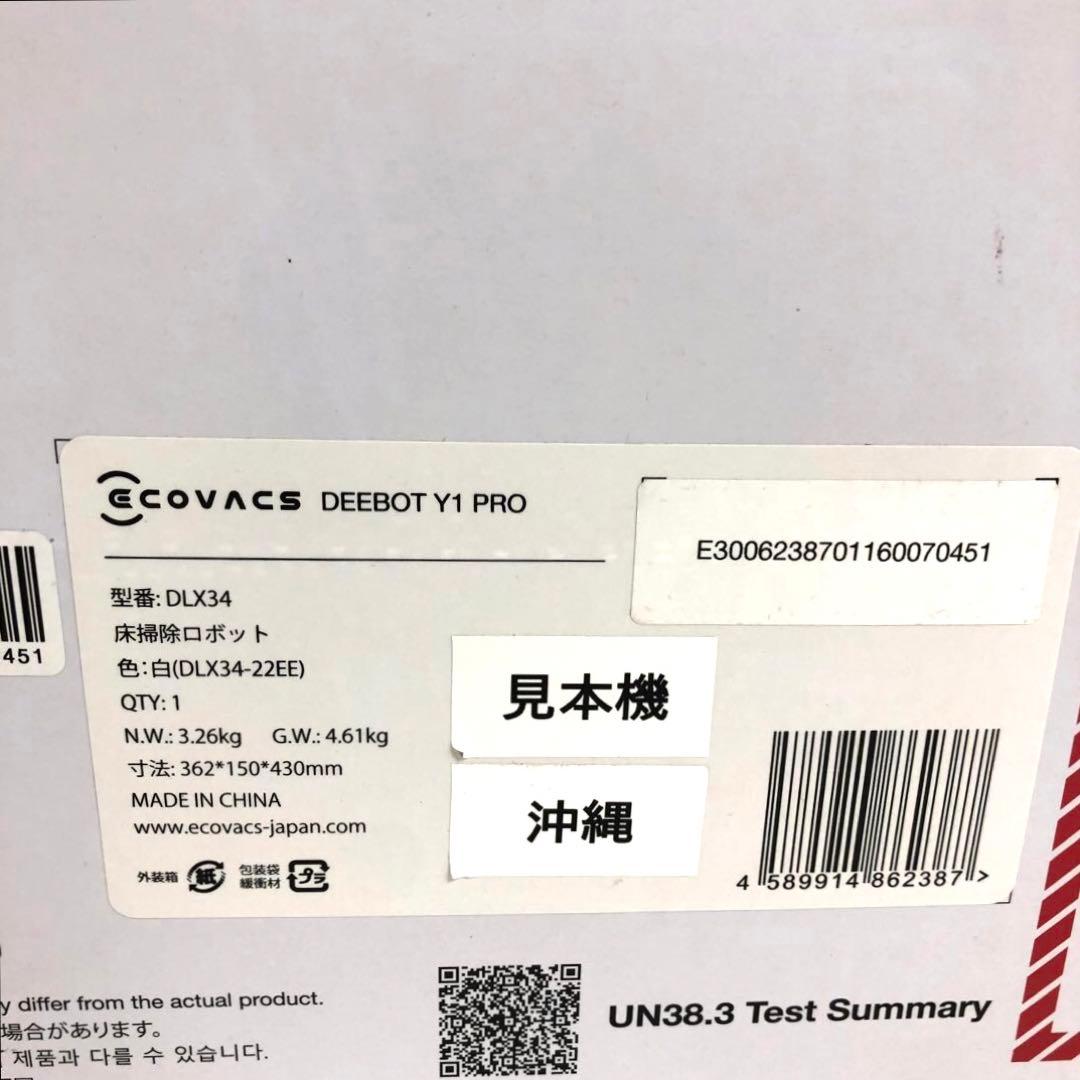 ECOVACS DEEBOT Y1 PRO
E3006238701160070451
型番: DLX34
床掃除ロボット
色:白(DLX34-22EE)
QTY: 1
N.W.: 3.26kg G.W.: 4.61kg
寸法: 362*150*430mm
MADE IN CHINA
www.ecovacs-japan.com
外装箱 紙 包装袋 緩衝材 プラ
見本機
沖縄
4 589914 862387 >
451
y differ from the actual product.
場合があります。
제품과 다를 수 있습니다.
UN38.3 Test Summary